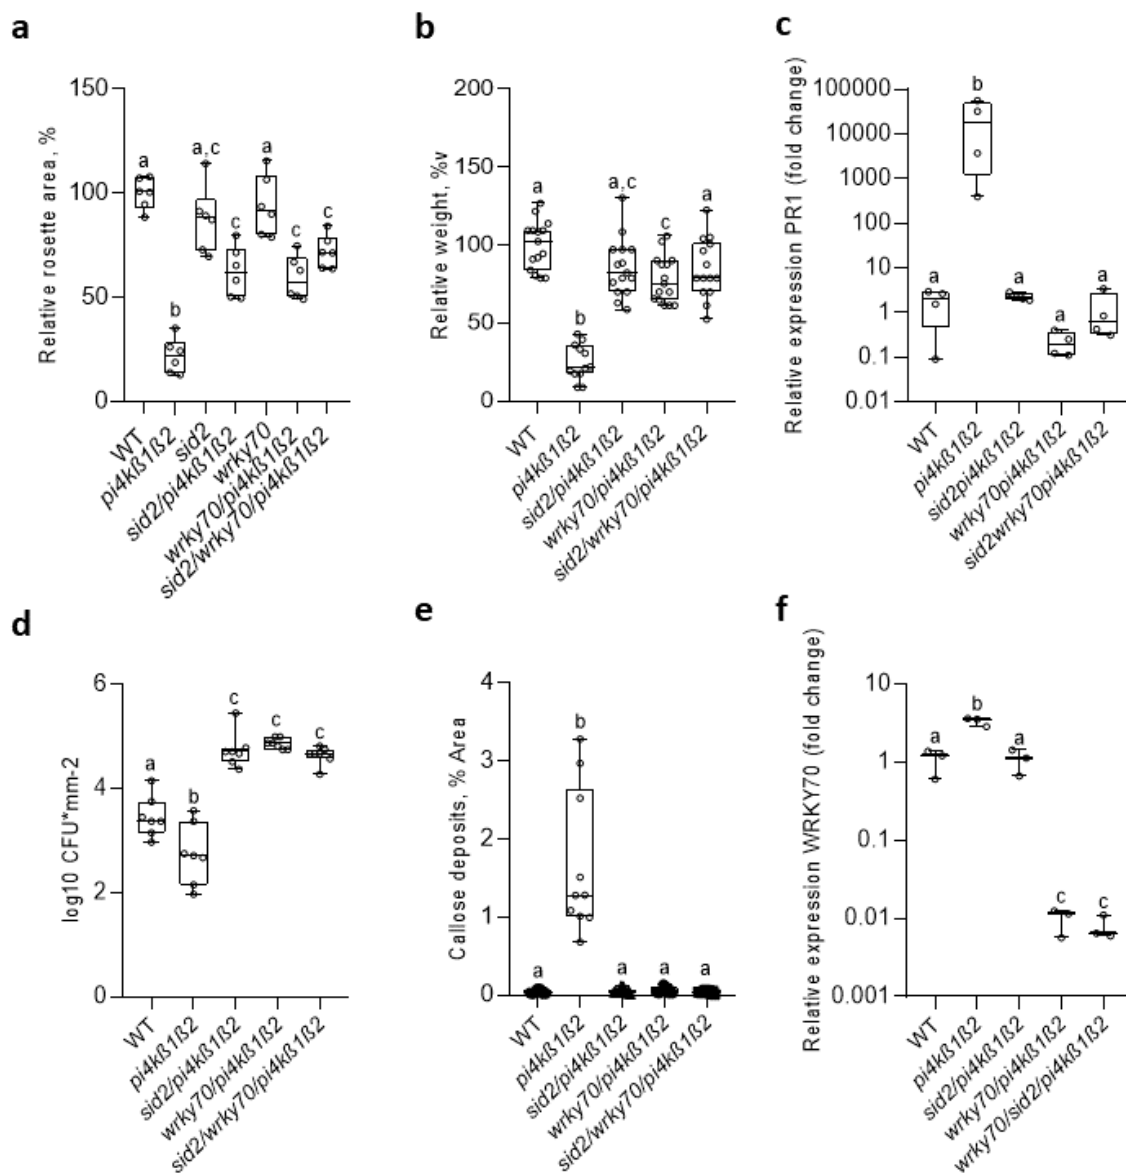 a
Relative rosette area, %
150
100
50
0
a
b
a,c
c
a
c
c
WT
pi4kß1ß2
sid2
sid2/pi4kß1ß2
wrky70
wrky70/pi4kß1ß2
sid2/wrky70/pi4kß1ß2
b
Relative weight, %v
200
150
100
50
0
a
b
a,c
c
a
WT
pi4kß1ß2
sid2/pi4kß1ß2
wrky70/pi4kß1ß2
sid2/wrky70/pi4kß1ß2
c
Relative expression PR1 (fold change)
100000
10000
1000
100
10
1
0.1
0.01
a
b
a
a
a
WT
pi4kß1ß2
sid2pi4kß1ß2
wrky70pi4kß1ß2
sid2wrky70pi4kß1ß2
d
log10 CFU*mm-2
6
4
2
0
a
b
c
c
c
WT
pi4kß1ß2
sid2/pi4kß1ß2
wrky70/pi4kß1ß2
sid2/wrky70/pi4kß1ß2
e
Callose deposits, % Area
4
3
2
1
0
a
b
a
a
a
WT
pi4kß1ß2
sid2/pi4kß1ß2
wrky70/pi4kß1ß2
sid2/wrky70/pi4kß1ß2
f
Relative expression WRKY70 (fold change)
10
1
0.1
0.01
0.001
a
b
a
c
c
WT
pi4kß1ß2
sid2/pi4kß1ß2
wrky70/pi4kß1ß2
wrky70/sid2/pi4kß1ß2